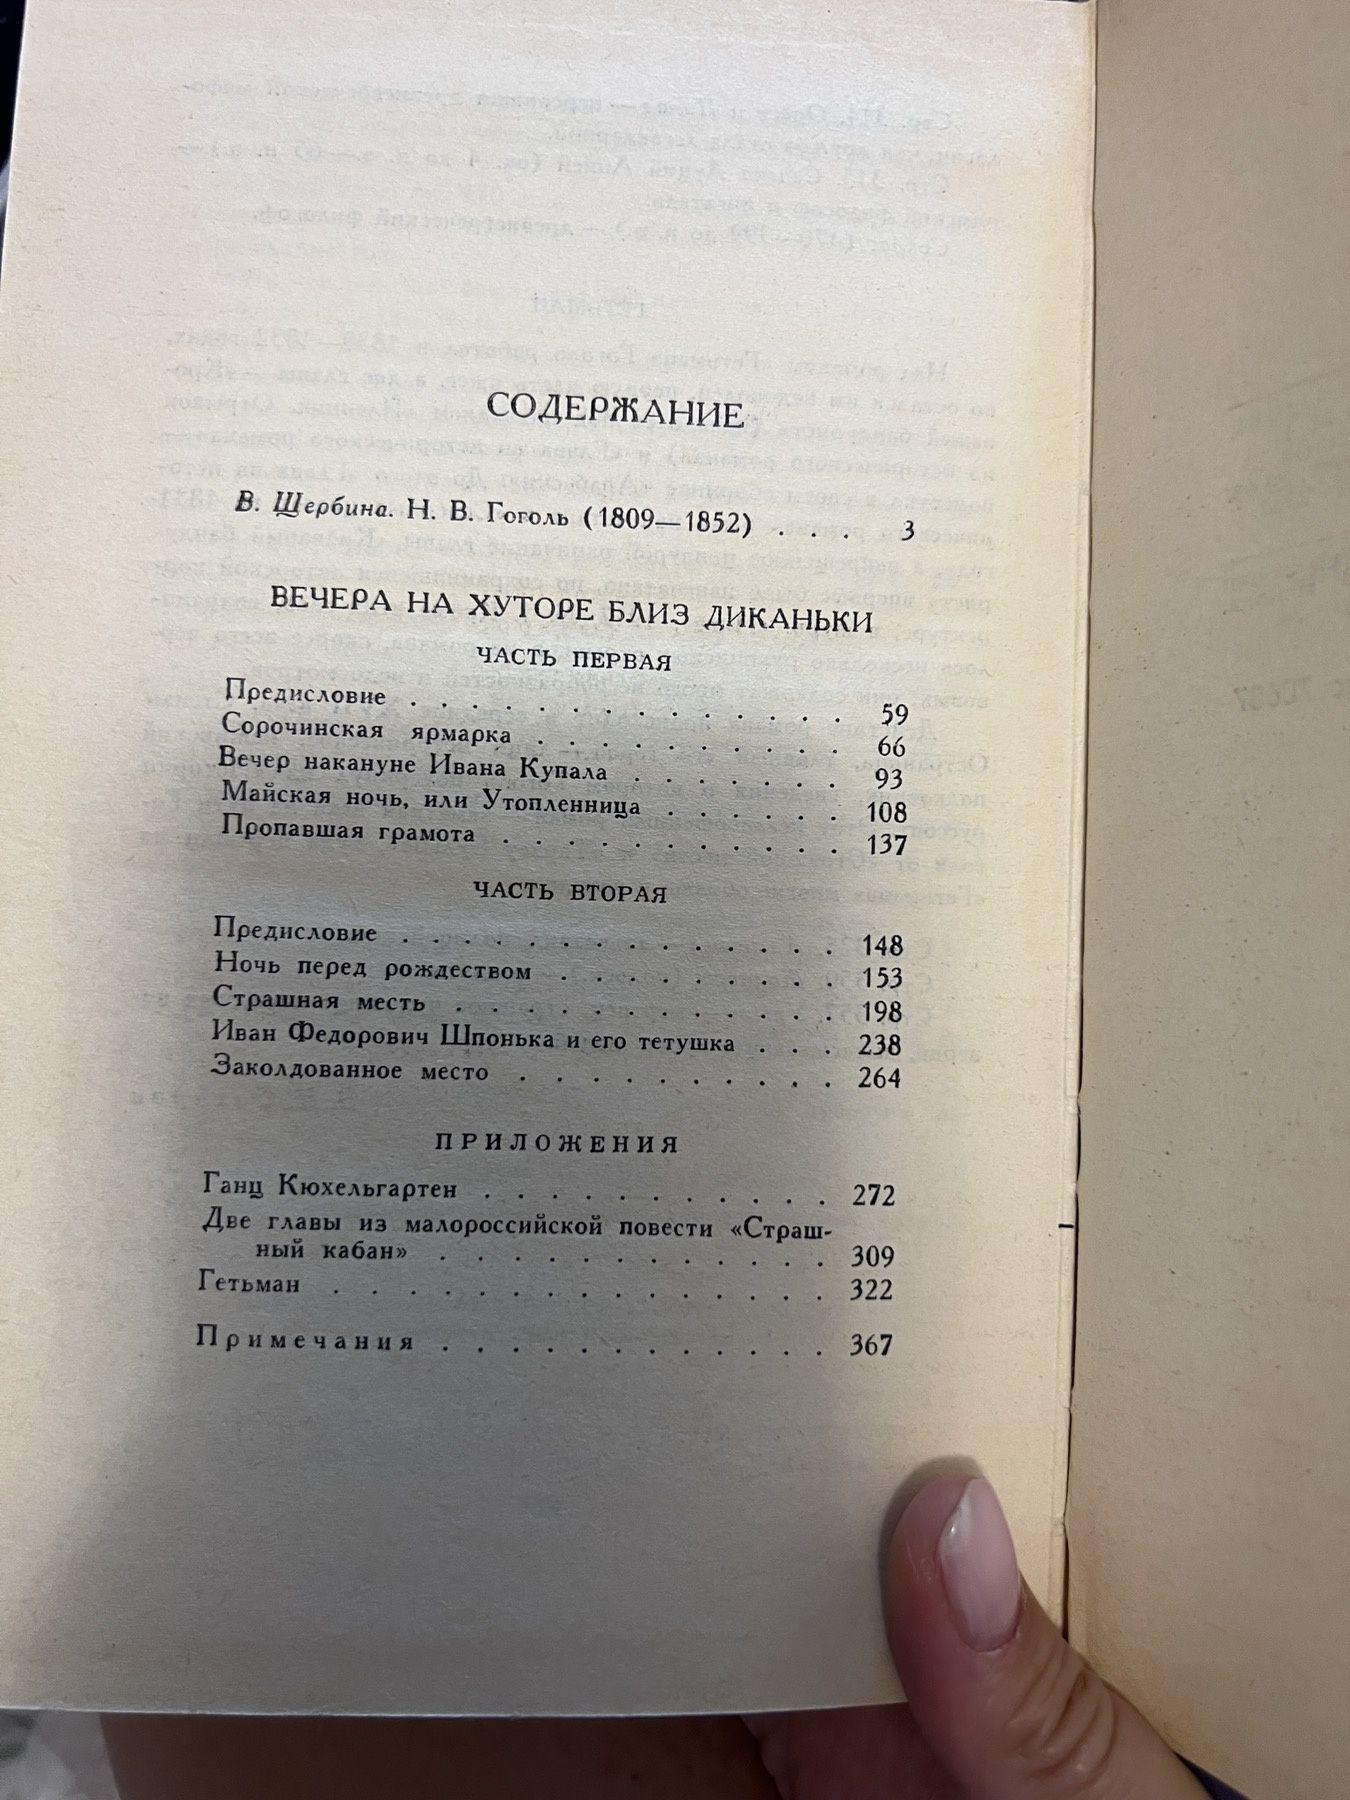 СОДЕРЖАНИЕ
В. Щербина. Н. В. Гоголь (1809—1852) . . . 3
ВЕЧЕРА НА ХУТОРЕ БЛИЗ ДИКАНЬКИ
ЧАСТЬ ПЕРВАЯ
Предисловие . . . . . . . . . . . . . 59
Сорочинская ярмарка . . . . . . . . . 66
Вечер накануне Ивана Купала . . . . . . . 93
Майская ночь, или Утопленница . . . . . . 108
Пропавшая грамота . . . . . . . . . . 137
ЧАСТЬ ВТОРАЯ
Предисловие . . . . . . . . . . . . . 148
Ночь перед рождеством . . . . . . . . . 153
Страшная месть . . . . . . . . . . . . 198
Иван Федорович Шпонька и его тетушка . . . 238
Заколдованное место . . . . . . . . . . 264
ПРИЛОЖЕНИЯ
Ганц Кюхельгартен . . . . . . . . . . . 272
Две главы из малороссийской повести «Страш-
ный кабан» . . . . . . . . . . . . 309
Гетьман . . . . . . . . . . . . . . . 322
Примечания . . . . . . . . . . . . 367